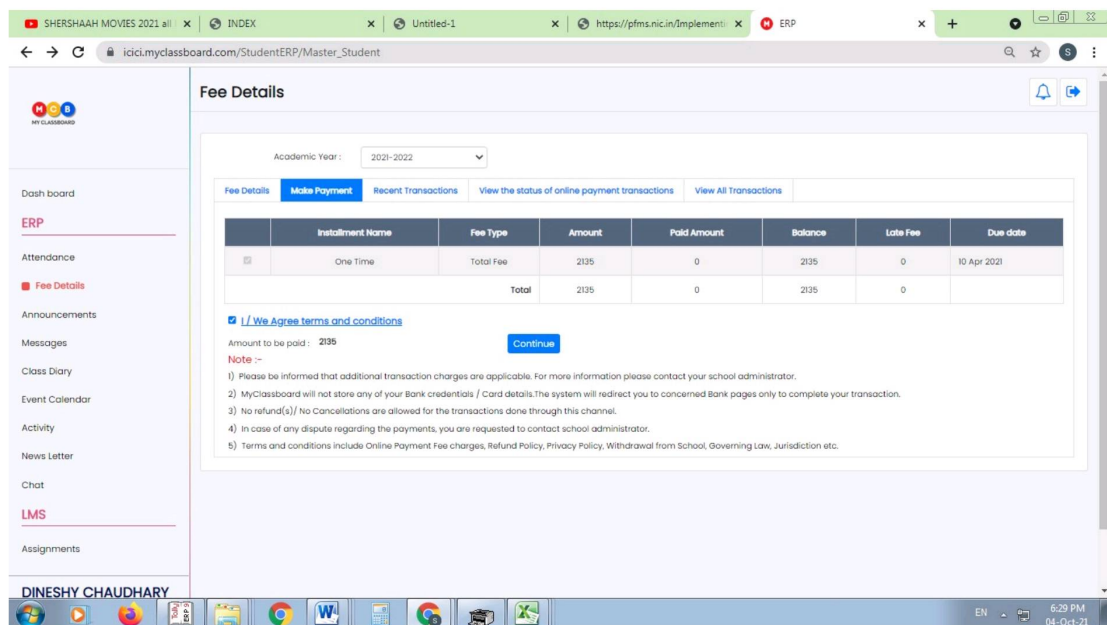 SHERSHAAH MOVIES 2021 all
INDEX
Untitled-1
https://pfms.nic.in/Implementi
ERP
icici.myclassboard.com/StudentERP/Master_Student
S
M C B
MY CLASSBOARD
Fee Details
Academic Year :
2021-2022
Fee Details
Make Payment
Recent Transactions
View the status of online payment transactions
View All Transactions
Installment Name Fee Type Amount Paid Amount Balance Late Fee Due date
One Time Total Fee 2135 0 2135 0 10 Apr 2021
Total 2135 0 2135 0
I / We Agree terms and conditions
Amount to be paid : 2135
Continue
Note :-
1) Please be informed that additional transaction charges are applicable. For more information please contact your school administrator.
2) MyClassboard will not store any of your Bank credentials / Card details.The system will redirect you to concerned Bank pages only to complete your transaction.
3) No refund(s)/ No Cancellations are allowed for the transactions done through this channel.
4) In case of any dispute regarding the payments, you are requested to contact school administrator.
5) Terms and conditions include Online Payment Fee charges, Refund Policy, Privacy Policy, Withdrawal from School, Governing Law, Jurisdiction etc.
Dash board
ERP
Attendance
Fee Details
Announcements
Messages
Class Diary
Event Calendar
Activity
News Letter
Chat
LMS
Assignments
DINESHY CHAUDHARY
Tally
ERP 9
W
S
X
EN
6:29 PM
04-Oct-21